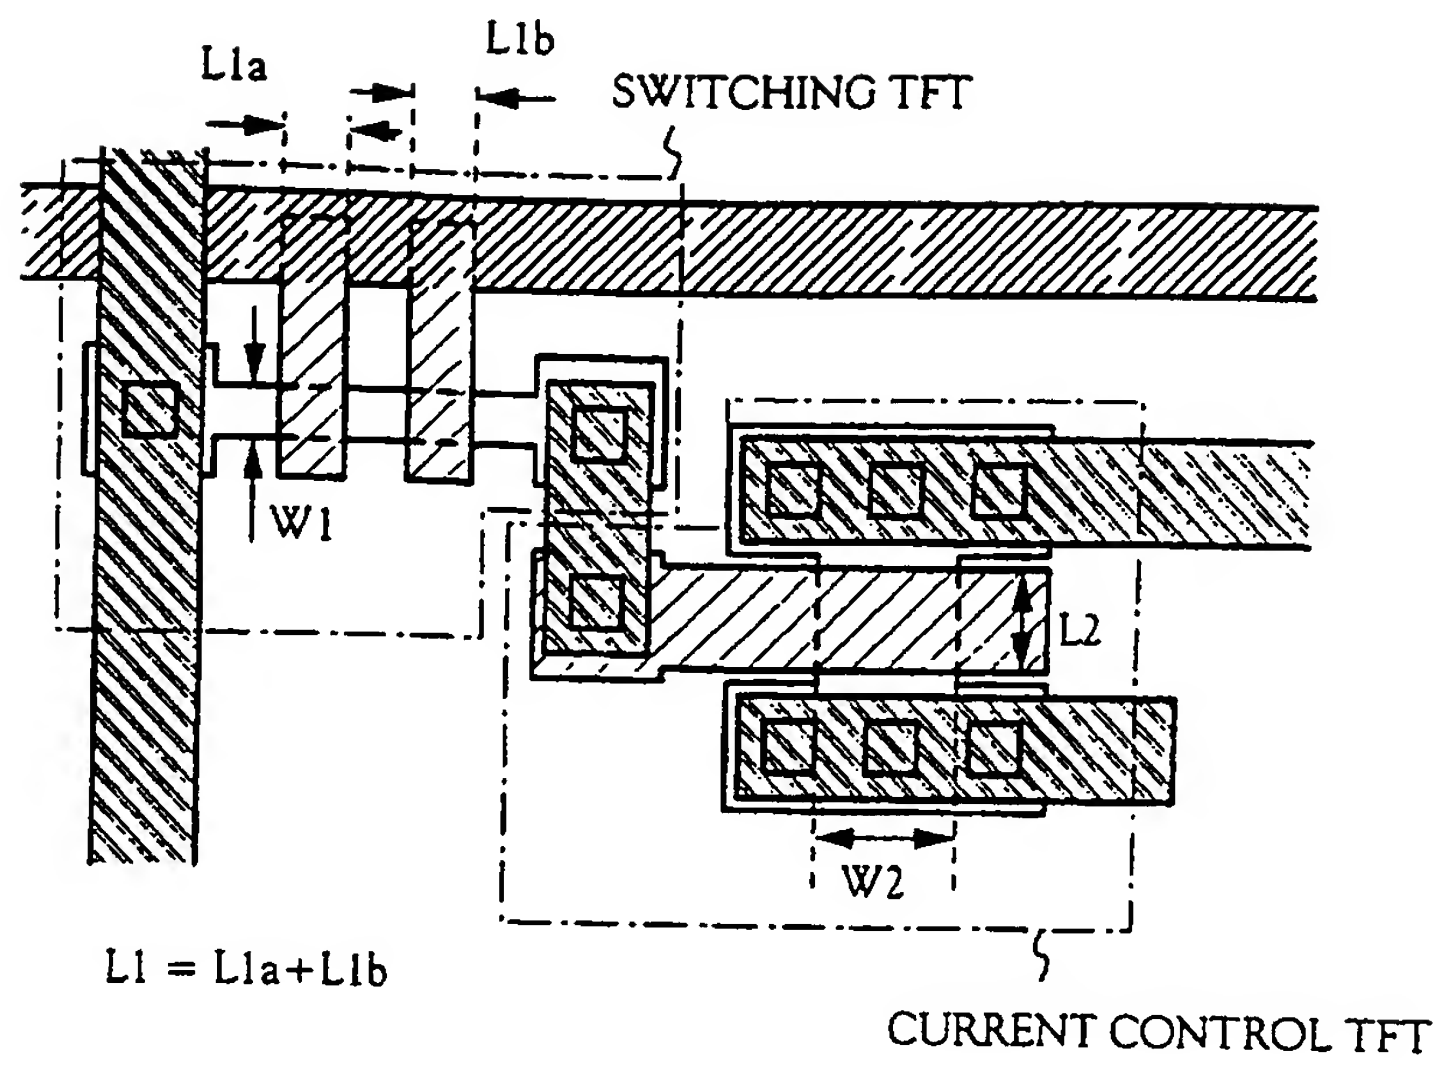 L1b
L1a
SWITCHING TFT
W1
L2
W2
L1 = L1a+L1b
CURRENT CONTROL TFT